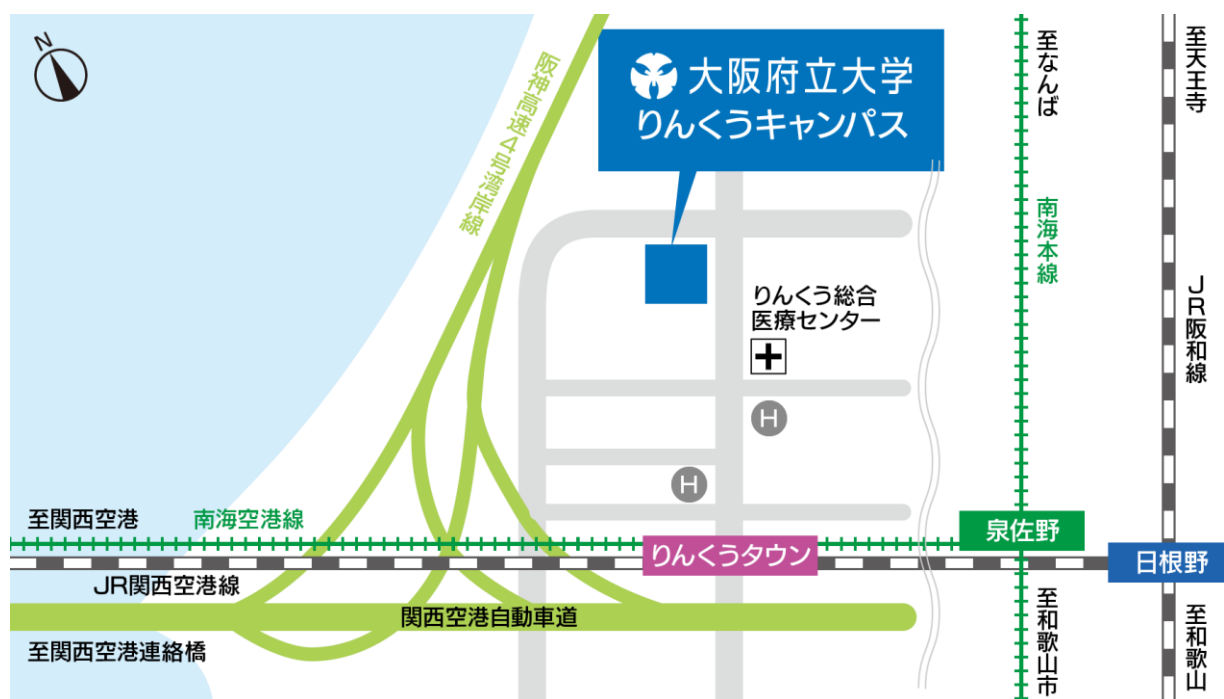 N
大阪府立大学
りんくうキャンパス
阪神高速4号湾岸線
至なんば
至天王寺
南海本線
JR阪和線
りんくう総合
医療センター
H
H
至関西空港
南海空港線
泉佐野
りんくうタウン
日根野
JR関西空港線
関西空港自動車道
至関西空港連絡橋
至和歌山市
至和歌山